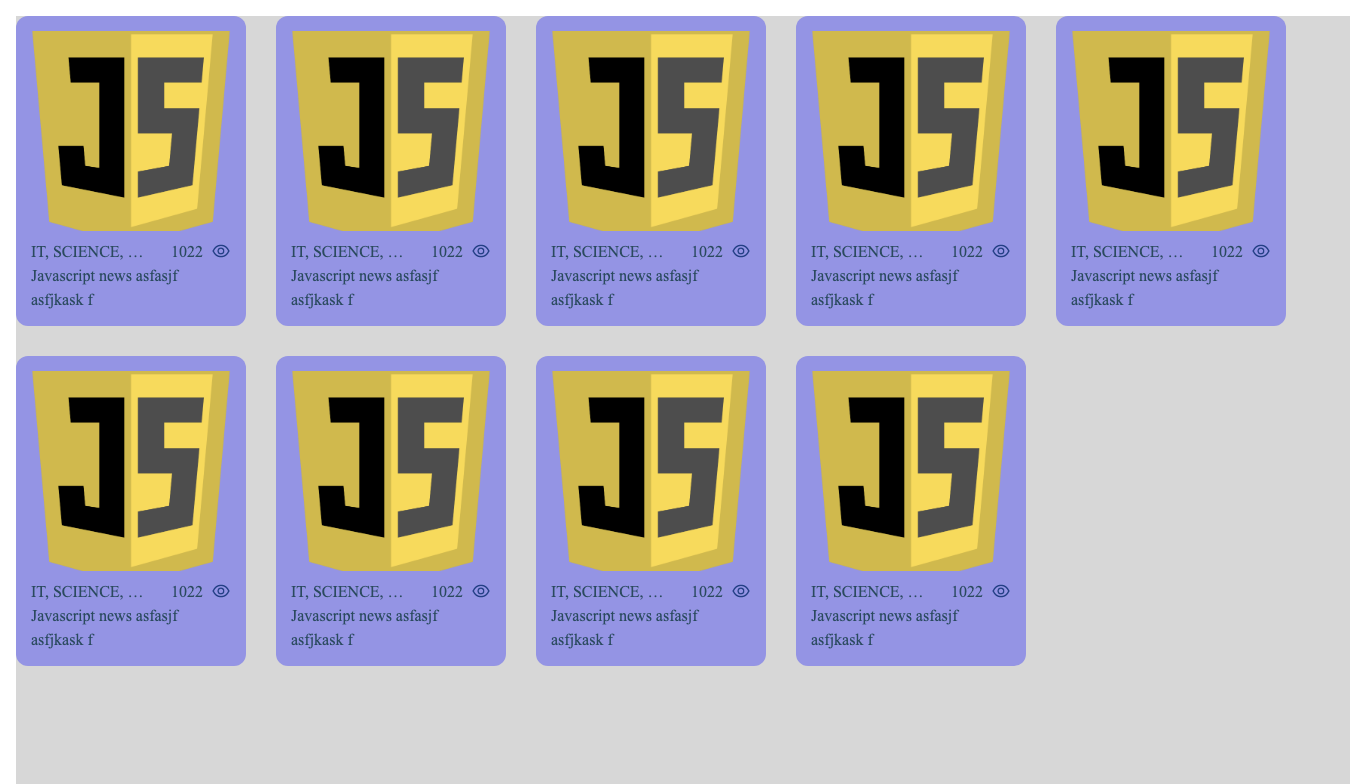 JS JS JS JS JS
IT, SCIENCE, … 1022 IT, SCIENCE, … 1022 IT, SCIENCE, … 1022 IT, SCIENCE, … 1022 IT, SCIENCE, … 1022
Javascript news asfasjf Javascript news asfasjf Javascript news asfasjf Javascript news asfasjf Javascript news asfasjf
asfjkask f asfjkask f asfjkask f asfjkask f asfjkask f
JS JS JS JS
IT, SCIENCE, … 1022 IT, SCIENCE, … 1022 IT, SCIENCE, … 1022 IT, SCIENCE, … 1022
Javascript news asfasjf Javascript news asfasjf Javascript news asfasjf Javascript news asfasjf
asfjkask f asfjkask f asfjkask f asfjkask f